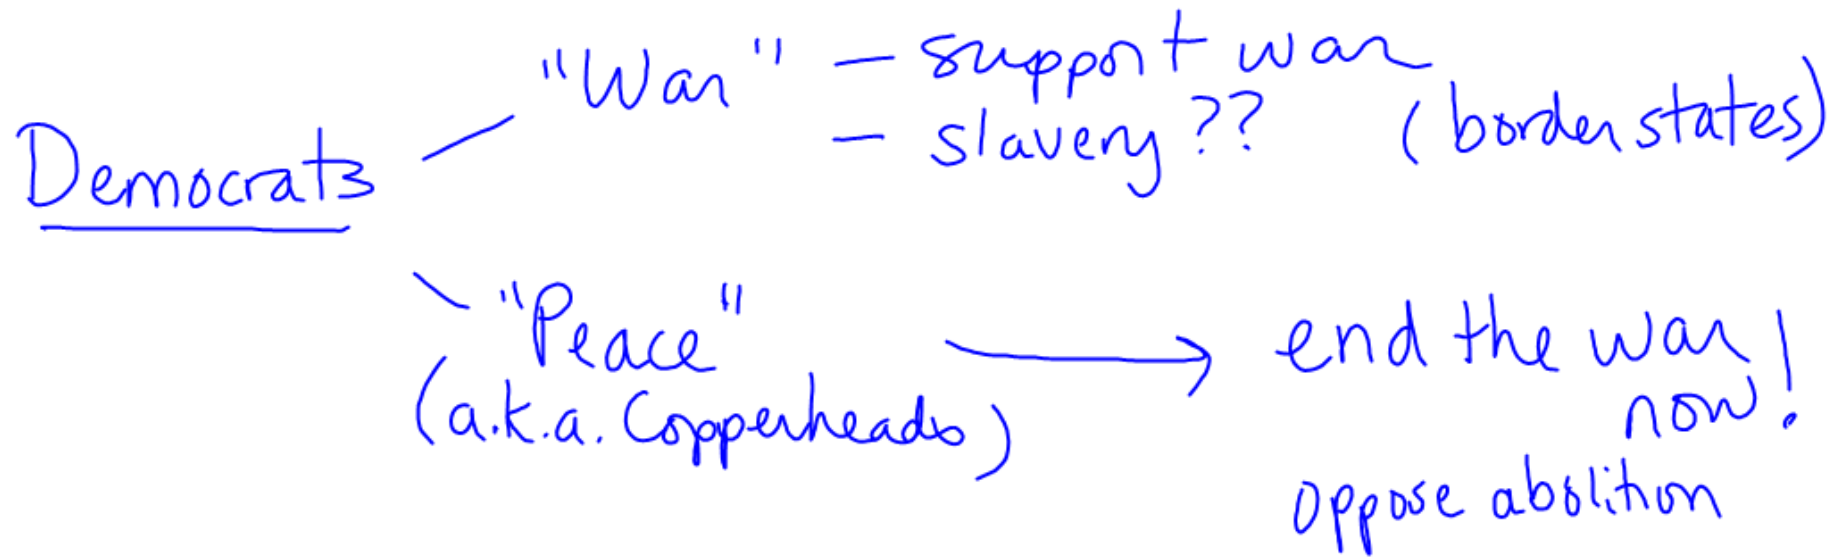 "War" – support war
– slavery ?? (border states)
Democrats
"Peace" → end the war
(a.k.a. Copperheads) now!
oppose abolition